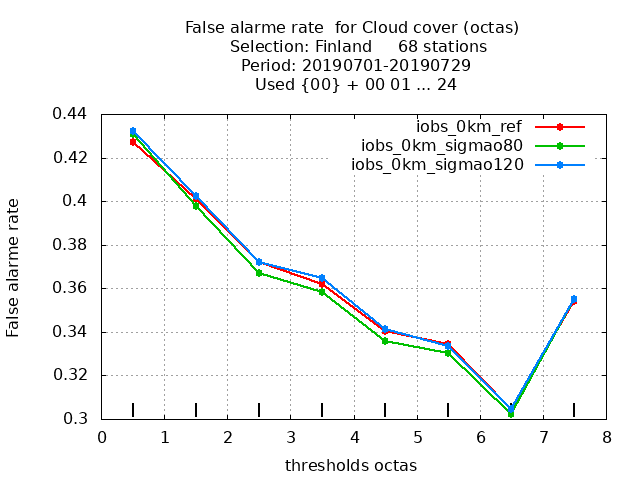 False alarme rate  for Cloud cover (octas)
Selection: Finland     68 stations
Period: 20190701-20190729
Used {00} + 00 01 ... 24
iobs_0km_ref
iobs_0km_sigmao80
iobs_0km_sigmao120
False alarme rate
0.44
0.42
0.4
0.38
0.36
0.34
0.32
0.3
0 1 2 3 4 5 6 7 8
thresholds octas